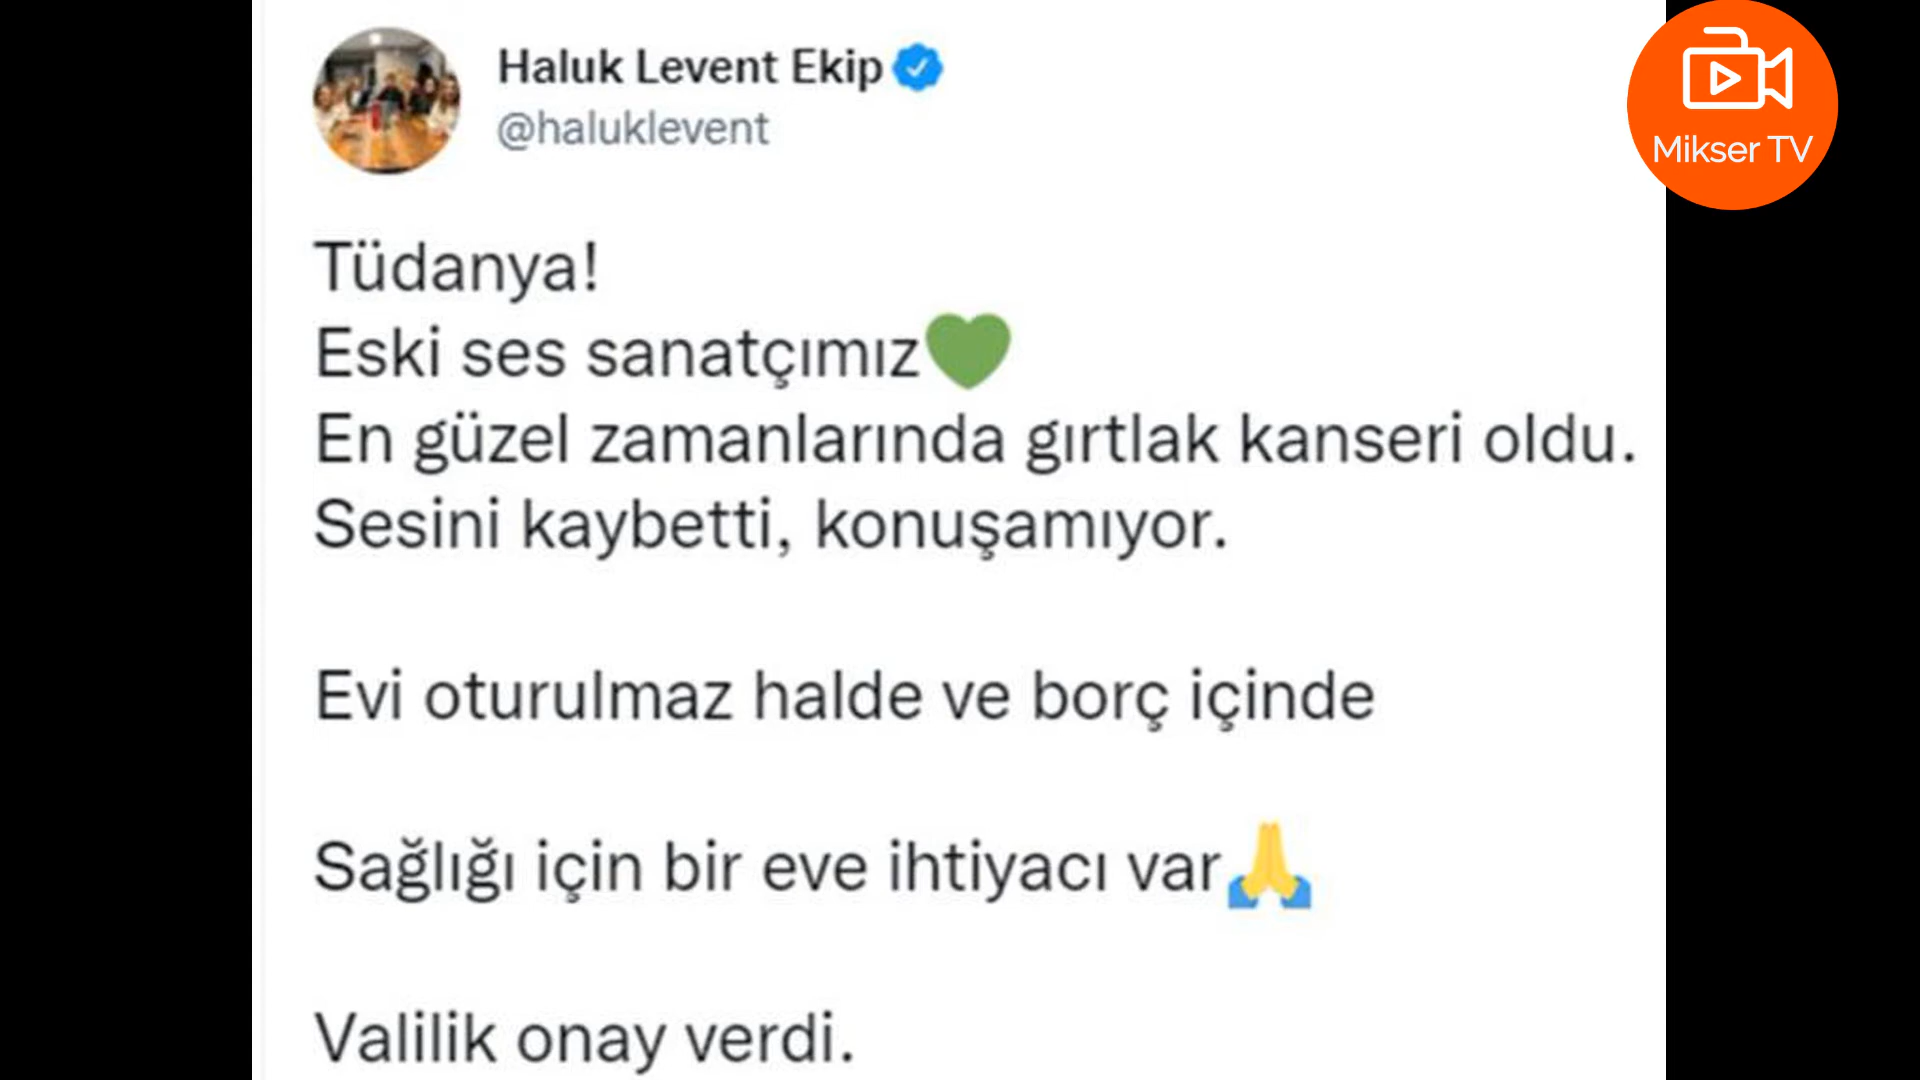 Haluk Levent Ekip
@haluklevent
Mikser TV
Tüdanya!
Eski ses sanatçımız💚
En güzel zamanlarında gırtlak kanseri oldu.
Sesini kaybetti, konuşamıyor.
Evi oturulmaz halde ve borç içinde
Sağlığı için bir eve ihtiyacı var🙏
Valilik onay verdi.